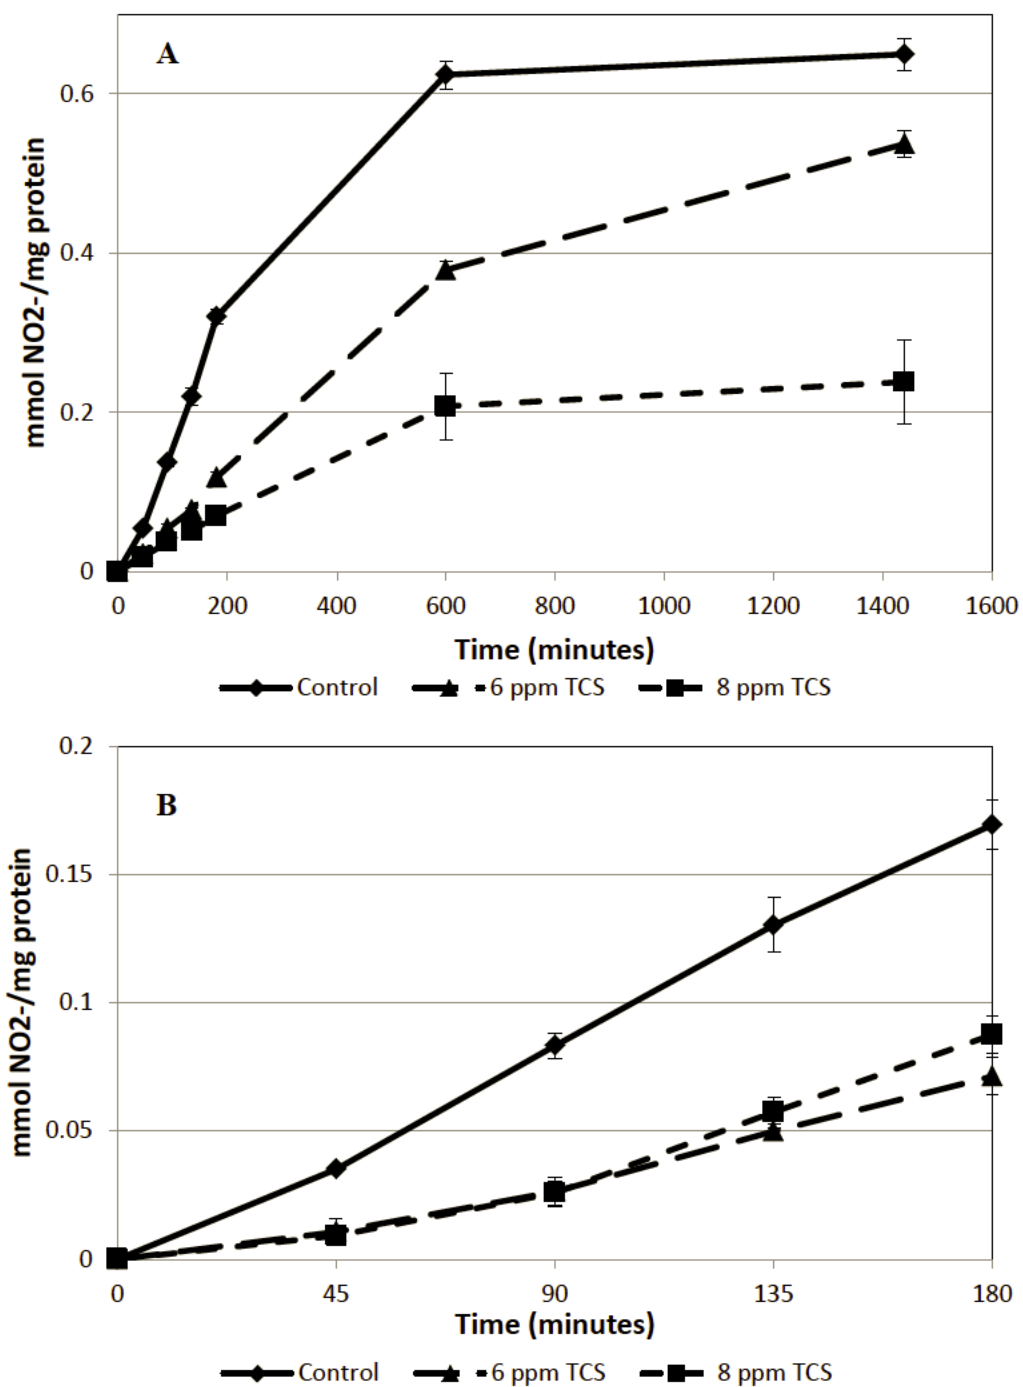 A
0.6
0.4
0.2
0
mmol NO2-/mg protein
0 200 400 600 800 1000 1200 1400 1600
Time (minutes)
Control 6 ppm TCS 8 ppm TCS
B
0.2
0.15
0.1
0.05
0
mmol NO2-/mg protein
0 45 90 135 180
Time (minutes)
Control 6 ppm TCS 8 ppm TCS